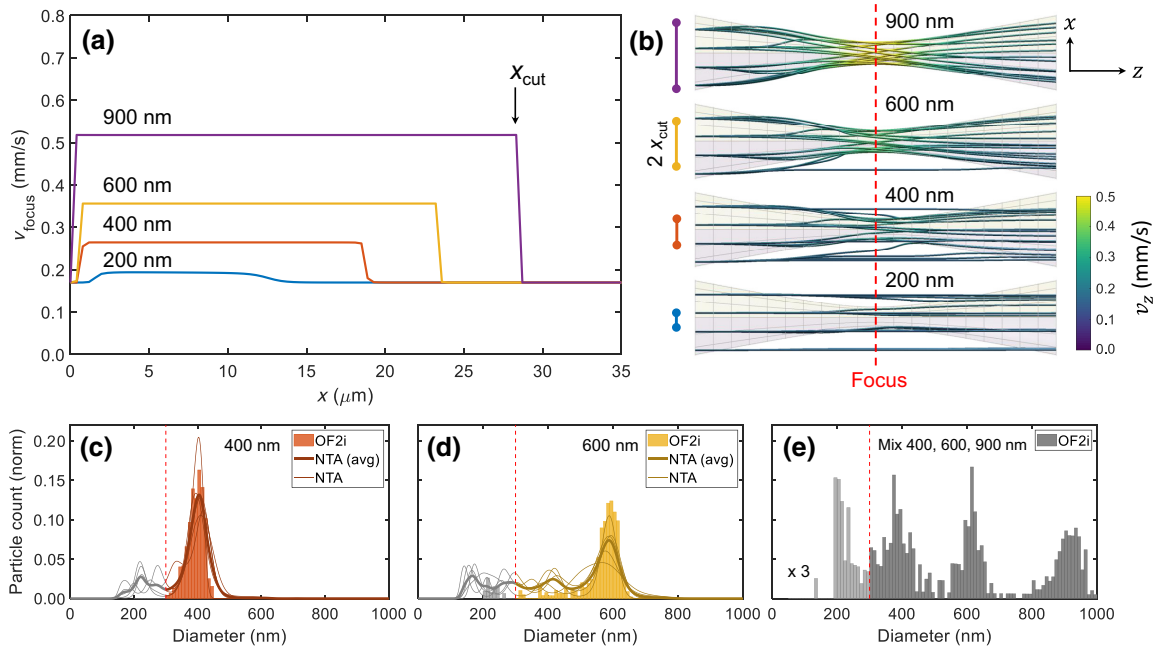 (a)
x_cut
900 nm
600 nm
400 nm
200 nm
0.8
0.7
0.6
0.5
0.4
0.3
0.2
0.1
0.0
v_focus (mm/s)
0 5 10 15 20 25 30 35
x (μm)
(b)
900 nm
600 nm
400 nm
200 nm
2 x_cut
x
z
Focus
0.5
0.4
0.3
0.2
0.1
0.0
v_z (mm/s)
(c)
400 nm
OF2i
NTA (avg)
NTA
0.20
0.15
0.10
0.05
0.00
Particle count (norm)
0 200 400 600 800 1000
Diameter (nm)
(d)
600 nm
OF2i
NTA (avg)
NTA
0 200 400 600 800 1000
Diameter (nm)
(e)
Mix 400, 600, 900 nm
OF2i
x 3
0 200 400 600 800 1000
Diameter (nm)